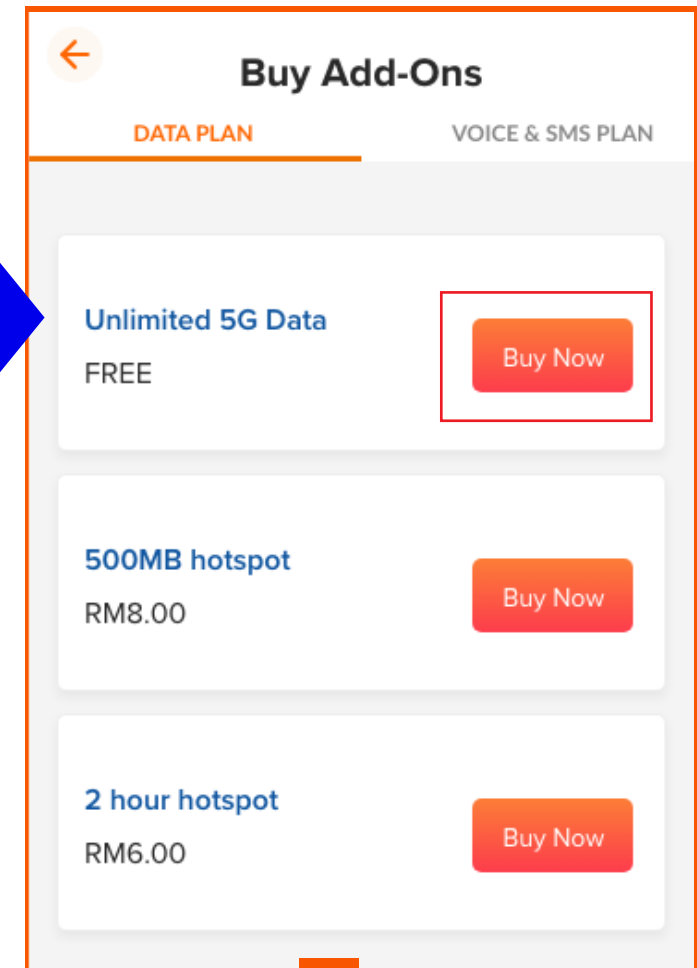 Buy Add-Ons
DATA PLAN
VOICE & SMS PLAN
Unlimited 5G Data
FREE
Buy Now
500MB hotspot
RM8.00
Buy Now
2 hour hotspot
RM6.00
Buy Now